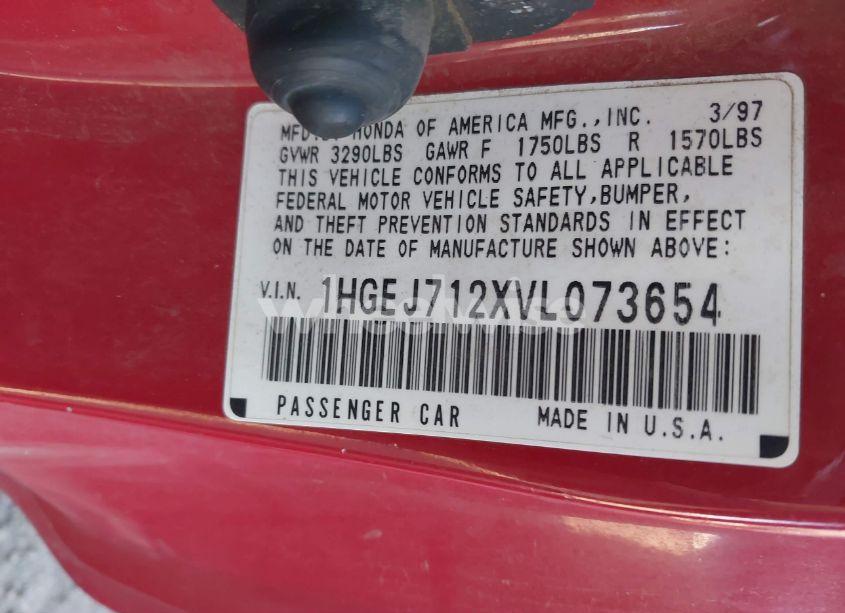 MFD. BY HONDA OF AMERICA MFG.,INC. 3/97
GVWR 3290LBS GAWR F 1750LBS R 1570LBS
THIS VEHICLE CONFORMS TO ALL APPLICABLE
FEDERAL MOTOR VEHICLE SAFETY,BUMPER,
AND THEFT PREVENTION STANDARDS IN EFFECT
ON THE DATE OF MANUFACTURE SHOWN ABOVE:
V.I.N. 1HGEJ712XVL073654
PASSENGER CAR MADE IN U.S.A.